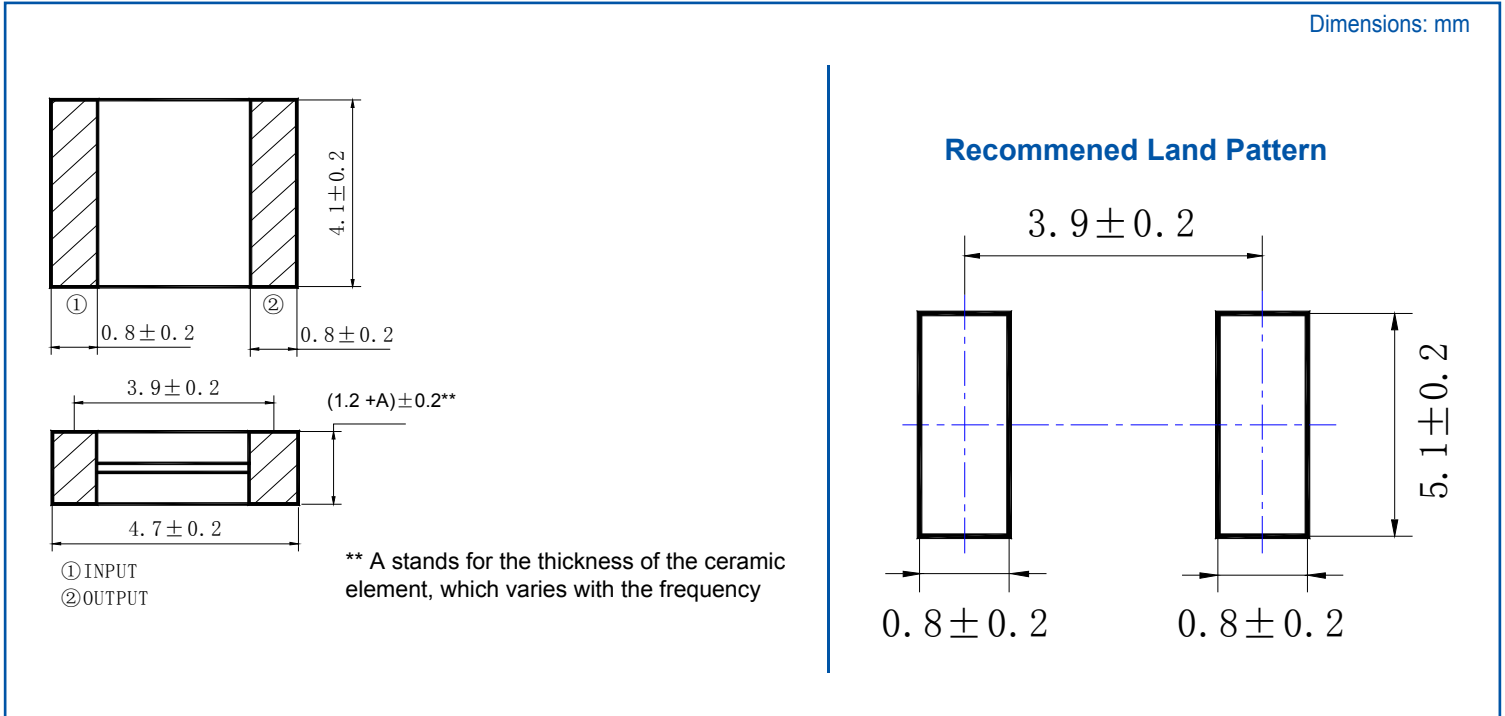 Dimensions: mm
4.1±0.2
①
②
0.8±0.2
0.8±0.2
3.9±0.2
(1.2 +A)±0.2**
4.7±0.2
①INPUT
②OUTPUT
** A stands for the thickness of the ceramic
element, which varies with the frequency
Recommened Land Pattern
3.9±0.2
5.1±0.2
0.8±0.2
0.8±0.2